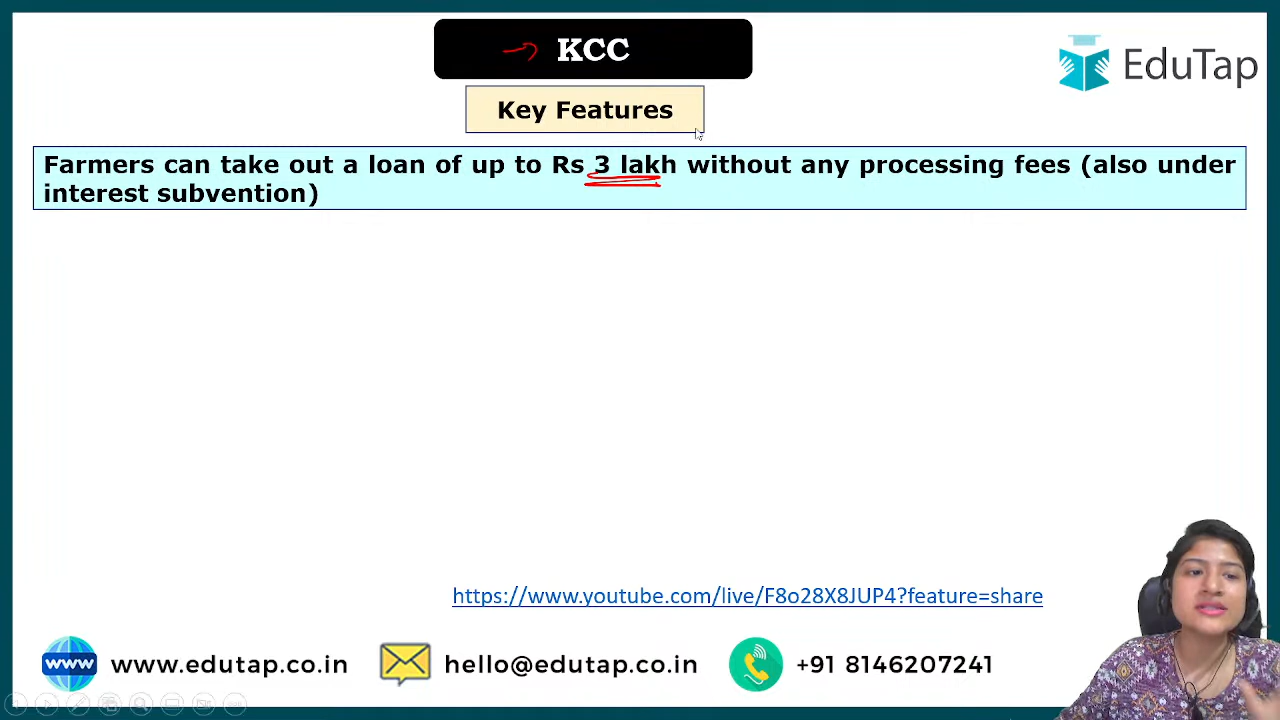 KCC
EduTap
Key Features
Farmers can take out a loan of up to Rs 3 lakh without any processing fees (also under
interest subvention)
https://www.youtube.com/live/F8o28X8JUP4?feature=share
www www.edutap.co.in hello@edutap.co.in +91 8146207241